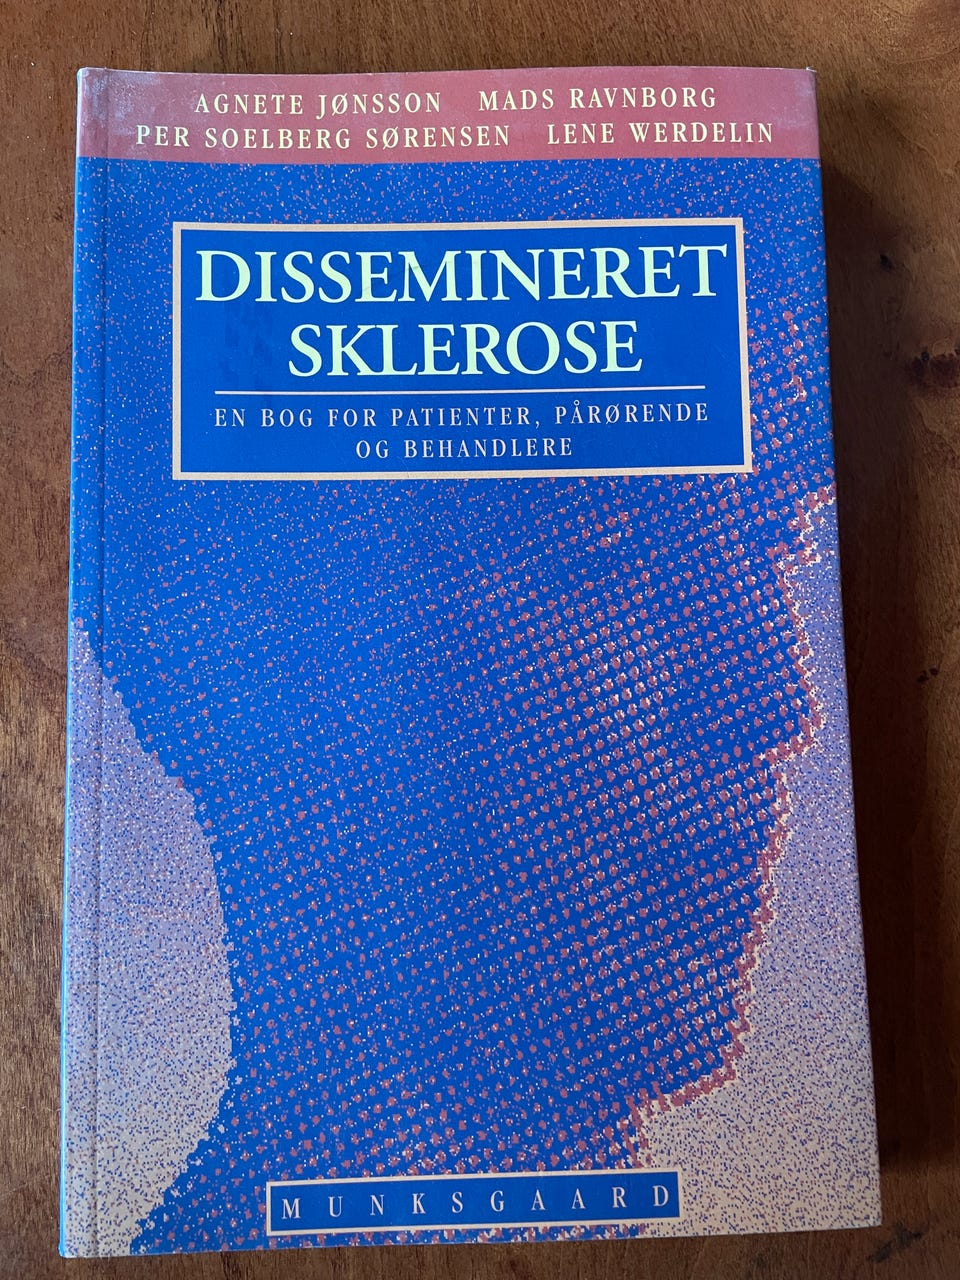 AGNETE JØNSSON MADS RAVNBORG
PER SOELBERG SØRENSEN LENE WERDELIN
DISSEMINERET
SKLEROSE
EN BOG FOR PATIENTER, PÅRØRENDE
OG BEHANDLERE
MUNKSGAARD